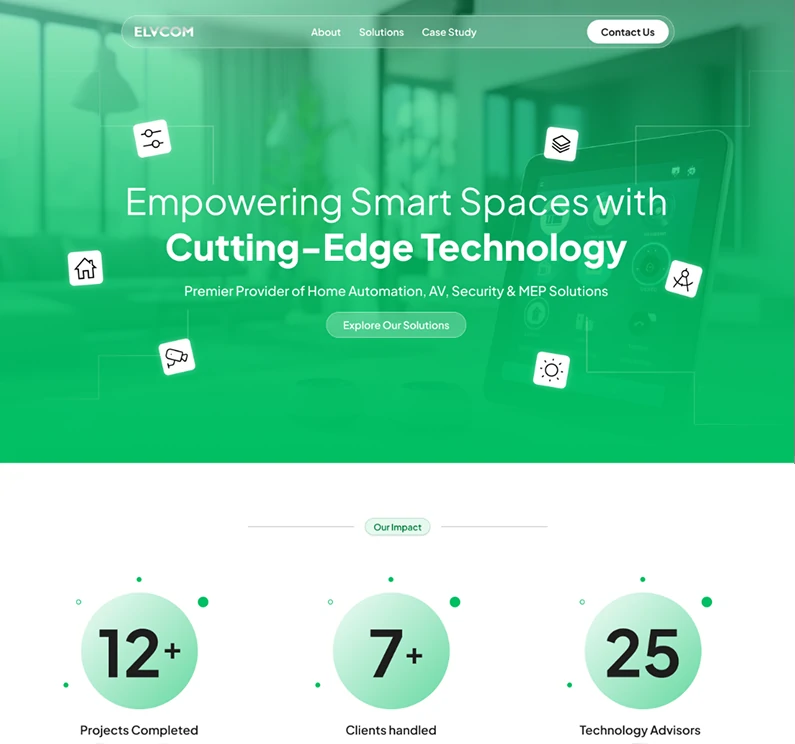 ELVCOM
About Solutions Case Study
Contact Us
Empowering Smart Spaces with
Cutting-Edge Technology
Premier Provider of Home Automation, AV, Security & MEP Solutions
Explore Our Solutions
Our Impact
12+ 7+ 25
Projects Completed Clients handled Technology Advisors